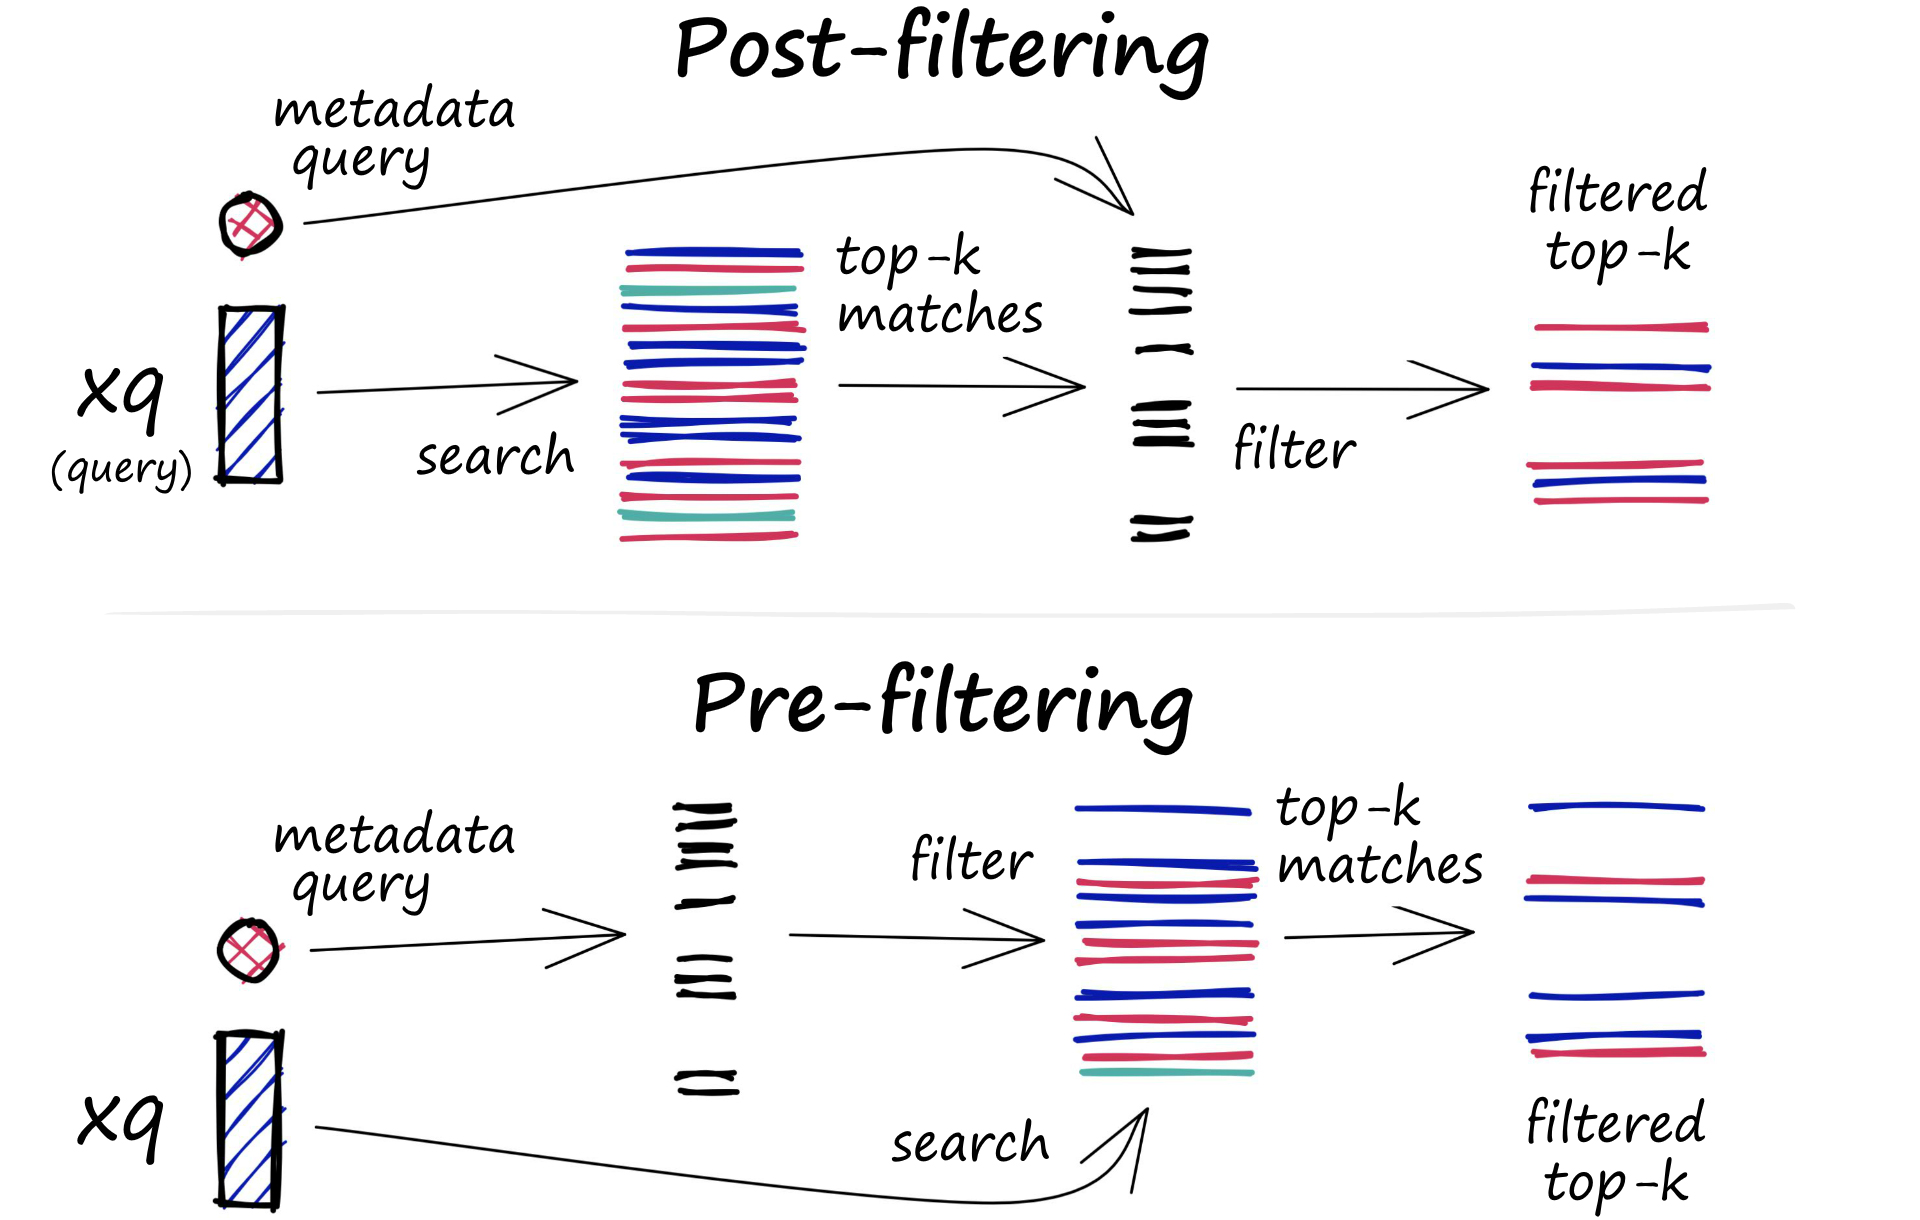 Post-filtering
metadata
query
filtered
top-k
top-k
matches
xq
(query)
search
filter
Pre-filtering
metadata
query
filter
top-k
matches
xq
search
filtered
top-k